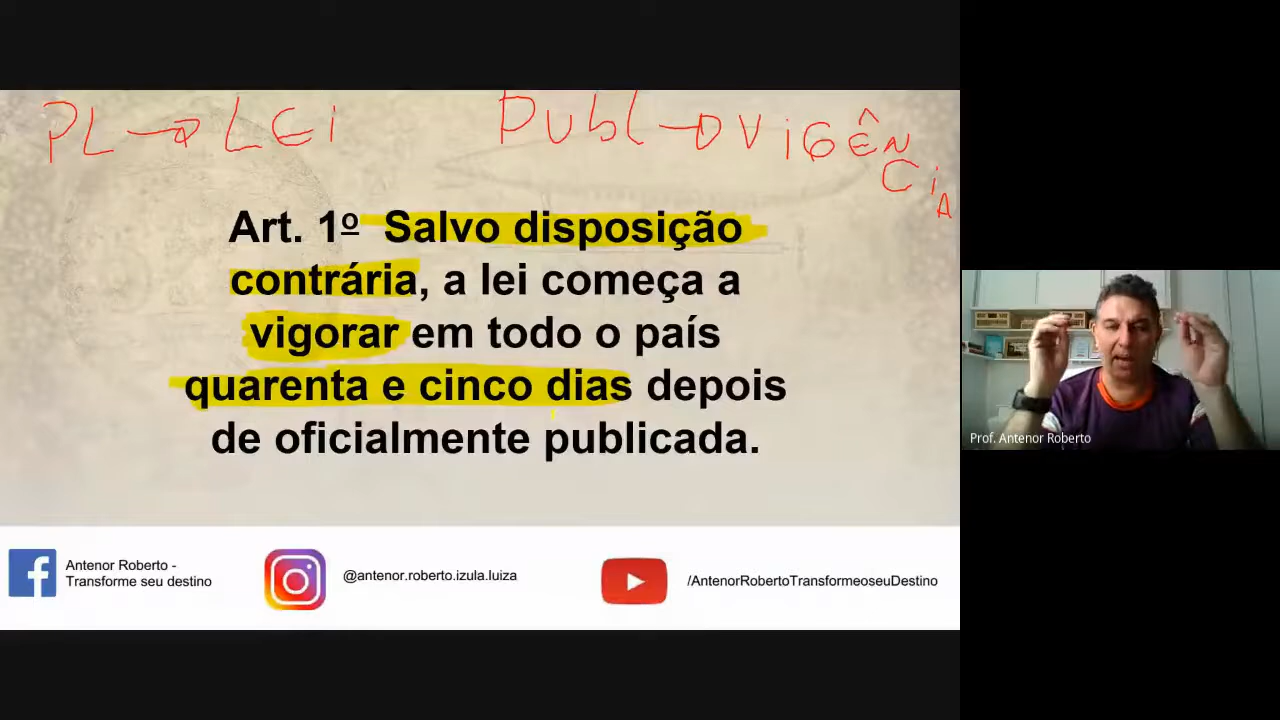 PL → LEi
PUbL → ViGÊNCiA
Art. 1º Salvo disposição
contrária, a lei começa a
vigorar em todo o país
quarenta e cinco dias depois
de oficialmente publicada.
Prof. Antenor Roberto
Antenor Roberto -
Transforme seu destino
@antenor.roberto.izula.luiza
/AntenorRobertoTransformeoseuDestino